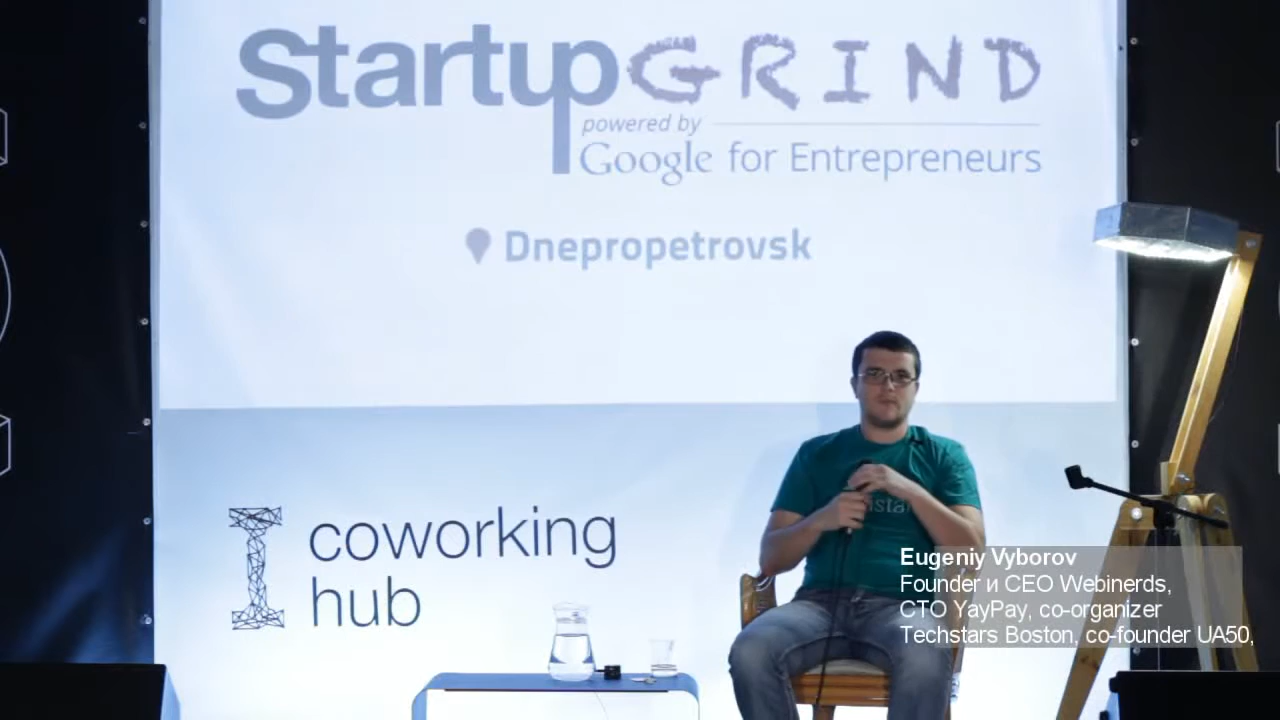 Startup GRIND
powered by
Google for Entrepreneurs
Dnepropetrovsk
coworking
hub
Eugeniy Vyborov
Founder и CEO Webinerds,
CTO YayPay, co-organizer
Techstars Boston, co-founder UA50,